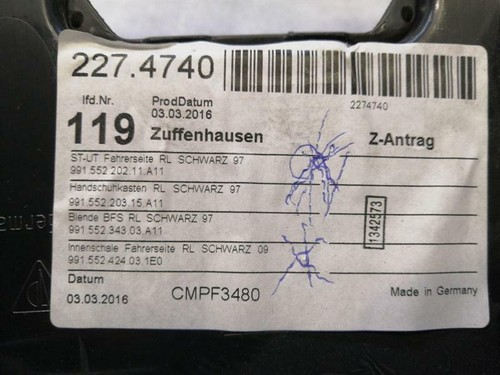 227.4740
2274740
lfd.Nr. ProdDatum
03.03.2016
119 Zuffenhausen Z-Antrag
ST-UT Fahrerseite RL SCHWARZ 97
991.552.202.11.A11
Handschuhkasten RL SCHWARZ 97
991.552.203.15.A11
Blende BFS RL SCHWARZ 97
991.552.343.03.A11
1342573
Innenschale Fahrerseite RL SCHWARZ 09
991.552.424.03.1E0
Datum
03.03.2016 CMPF3480 Made in Germany